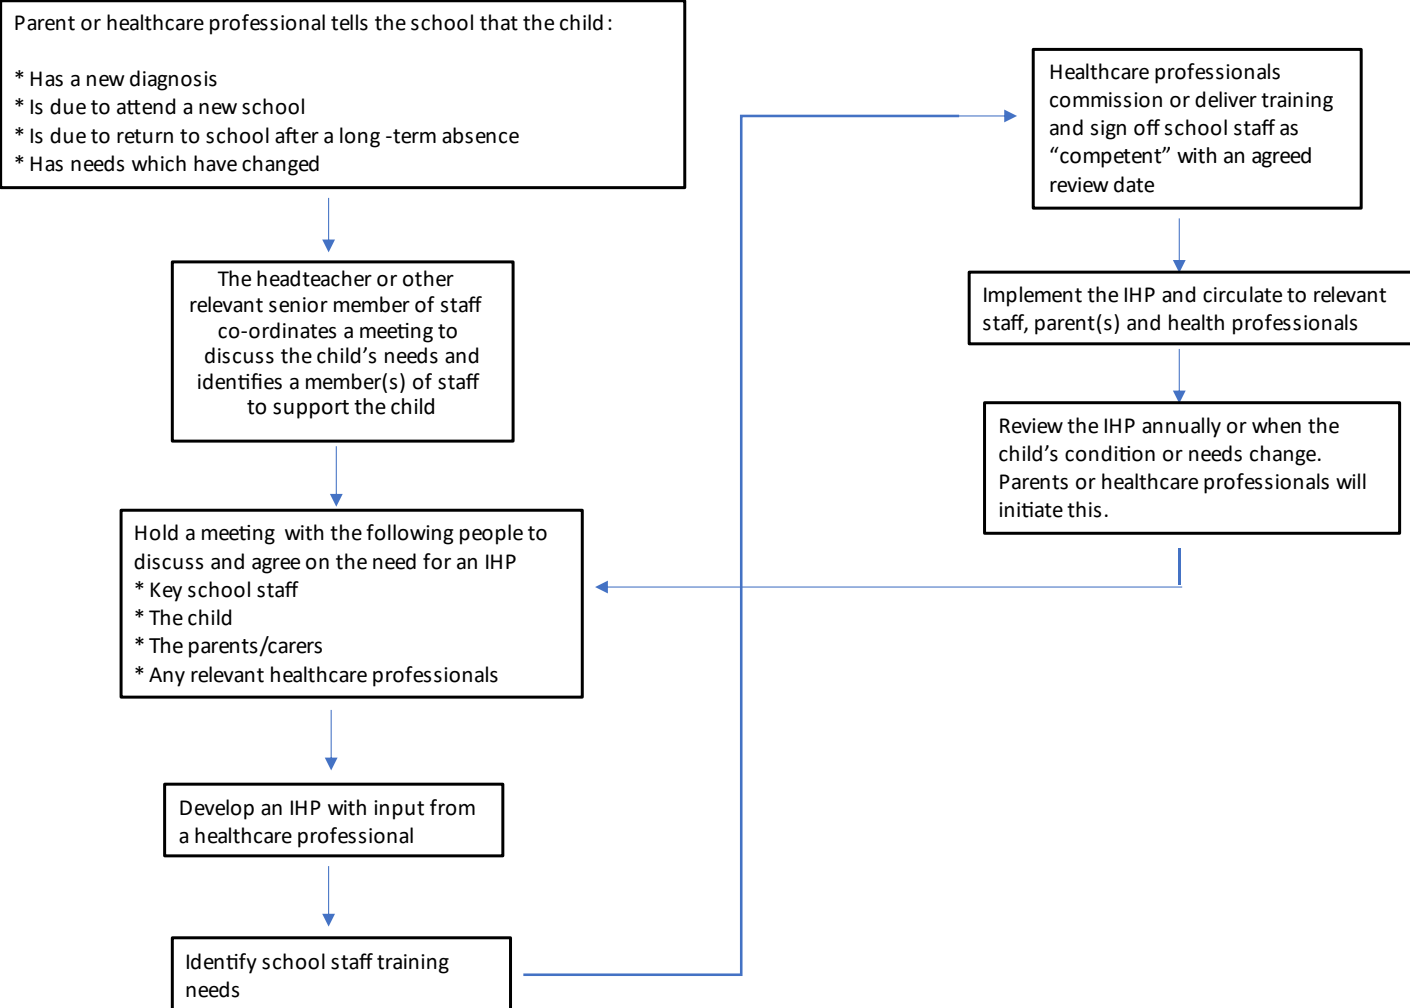 Parent or healthcare professional tells the school that the child:
* Has a new diagnosis
* Is due to attend a new school
* Is due to return to school after a long -term absence
* Has needs which have changed
The headteacher or other
relevant senior member of staff
co-ordinates a meeting to
discuss the child’s needs and
identifies a member(s) of staff
to support the child
Hold a meeting with the following people to
discuss and agree on the need for an IHP
* Key school staff
* The child
* The parents/carers
* Any relevant healthcare professionals
Develop an IHP with input from
a healthcare professional
Identify school staff training
needs
Healthcare professionals
commission or deliver training
and sign off school staff as
“competent” with an agreed
review date
Implement the IHP and circulate to relevant
staff, parent(s) and health professionals
Review the IHP annually or when the
child’s condition or needs change.
Parents or healthcare professionals will
initiate this.